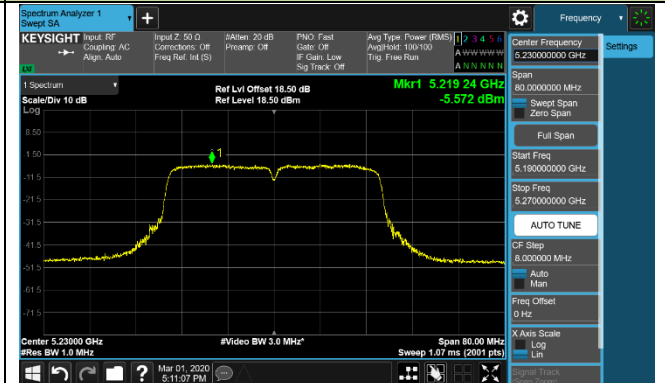 Spectrum Analyzer 1
Swept SA
+
Frequency
KEYSIGHT
Input: RF
Coupling: AC
Align: Auto
Input Z: 50 Ω
Corrections: Off
Freq Ref: Int (S)
#Atten: 20 dB
Preamp: Off
PNO: Fast
Gate: Off
IF Gain: Low
Sig Track: Off
Avg Type: Power (RMS)
Avg|Hold: 100/100
Trig: Free Run
1 2 3 4 5 6
A W W W W W
A N N N N N
LXI
1 Spectrum
Scale/Div 10 dB
Log
Ref Lvl Offset 18.50 dB
Ref Level 18.50 dBm
Mkr1 5.219 24 GHz
-5.572 dBm
8.50
-1.50
-11.5
-21.5
-31.5
-41.5
-51.5
-61.5
-71.5
1
Center 5.23000 GHz
#Res BW 1.0 MHz
#Video BW 3.0 MHz*
Span 80.00 MHz
Sweep 1.07 ms (2001 pts)
Mar 01, 2020
5:11:07 PM
Center Frequency
5.230000000 GHz
Span
80.0000000 MHz
Swept Span
Zero Span
Full Span
Start Freq
5.190000000 GHz
Stop Freq
5.270000000 GHz
AUTO TUNE
CF Step
8.000000 MHz
Auto
Man
Freq Offset
0 Hz
X Axis Scale
Log
Lin
Signal Track
(Span Zoom)
Settings